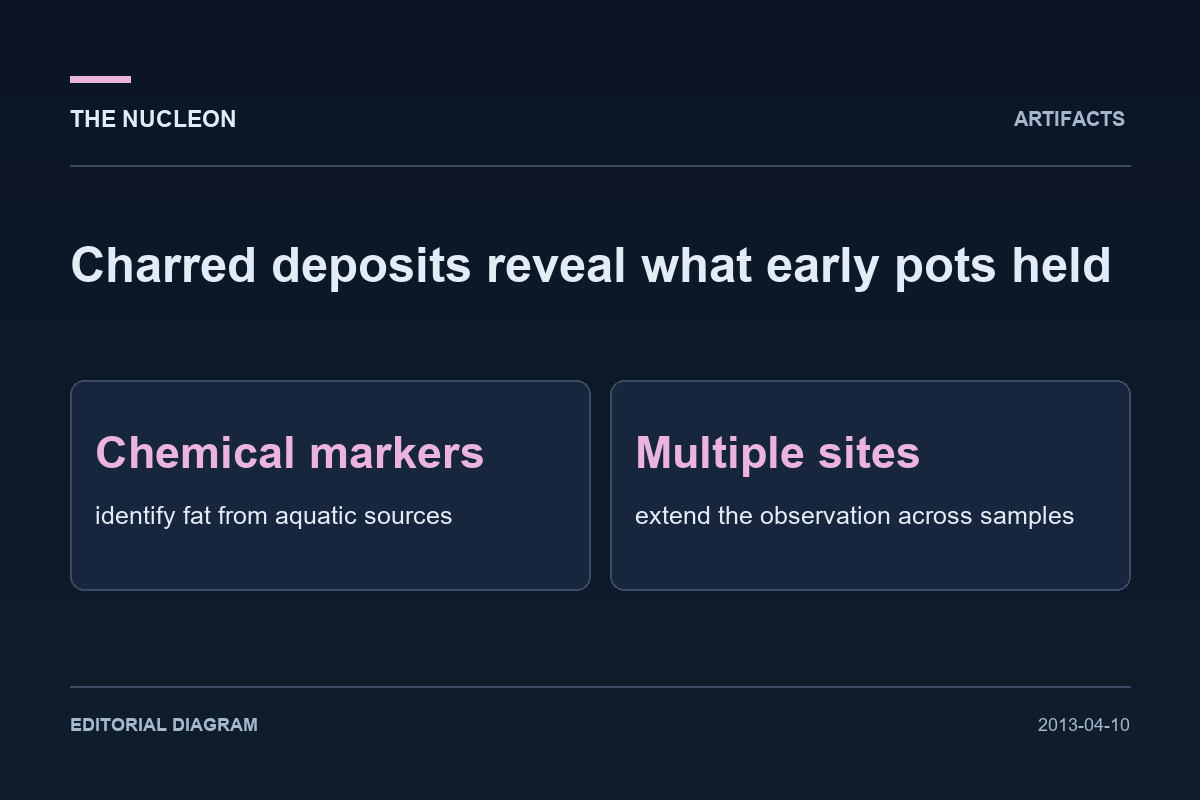 THE NUCLEON
ARTIFACTS
Charred deposits reveal what early pots held
Chemical markers
identify fat from aquatic sources
Multiple sites
extend the observation across samples
EDITORIAL DIAGRAM
2013-04-10